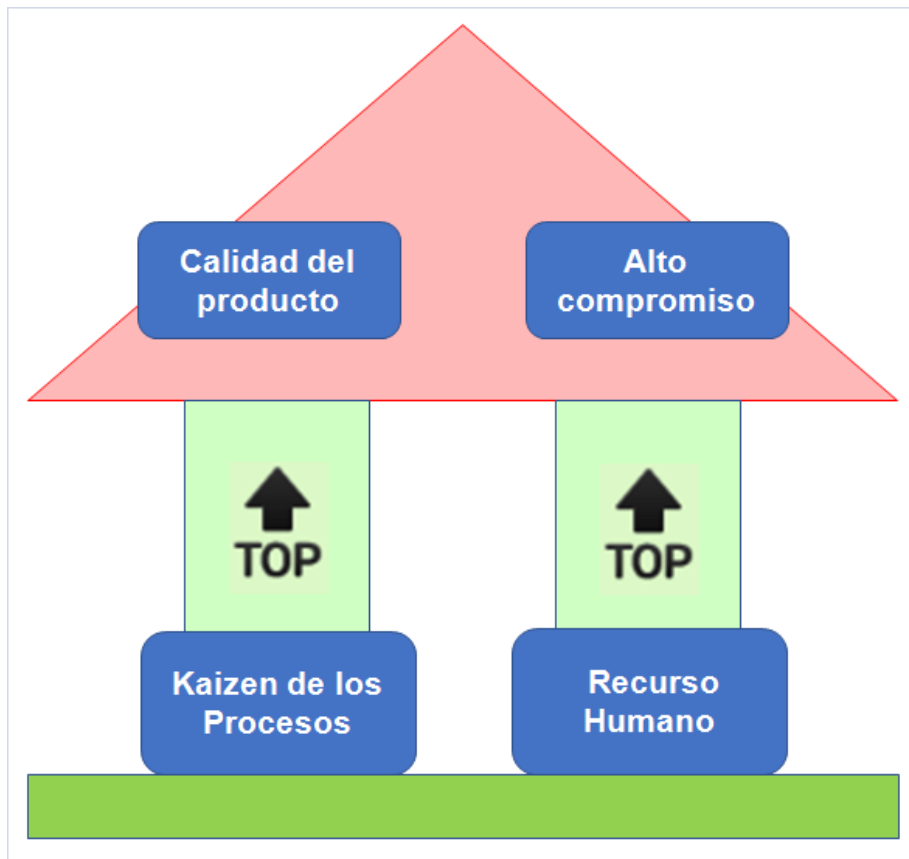 Calidad del
producto
Alto
compromiso
TOP
TOP
Kaizen de los
Procesos
Recurso
Humano